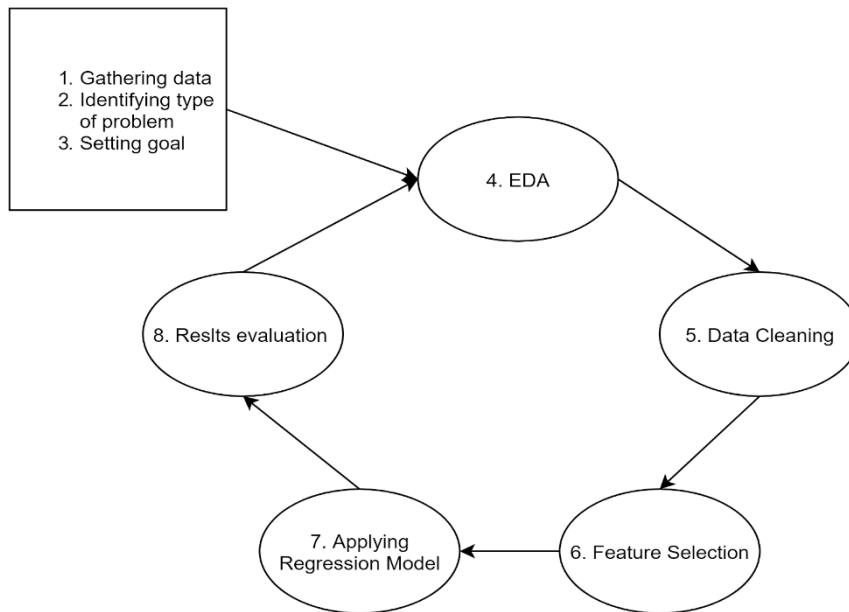 1. Gathering data
2. Identifying type
of problem
3. Setting goal
4. EDA
5. Data Cleaning
6. Feature Selection
7. Applying
Regression Model
8. Reslts evaluation